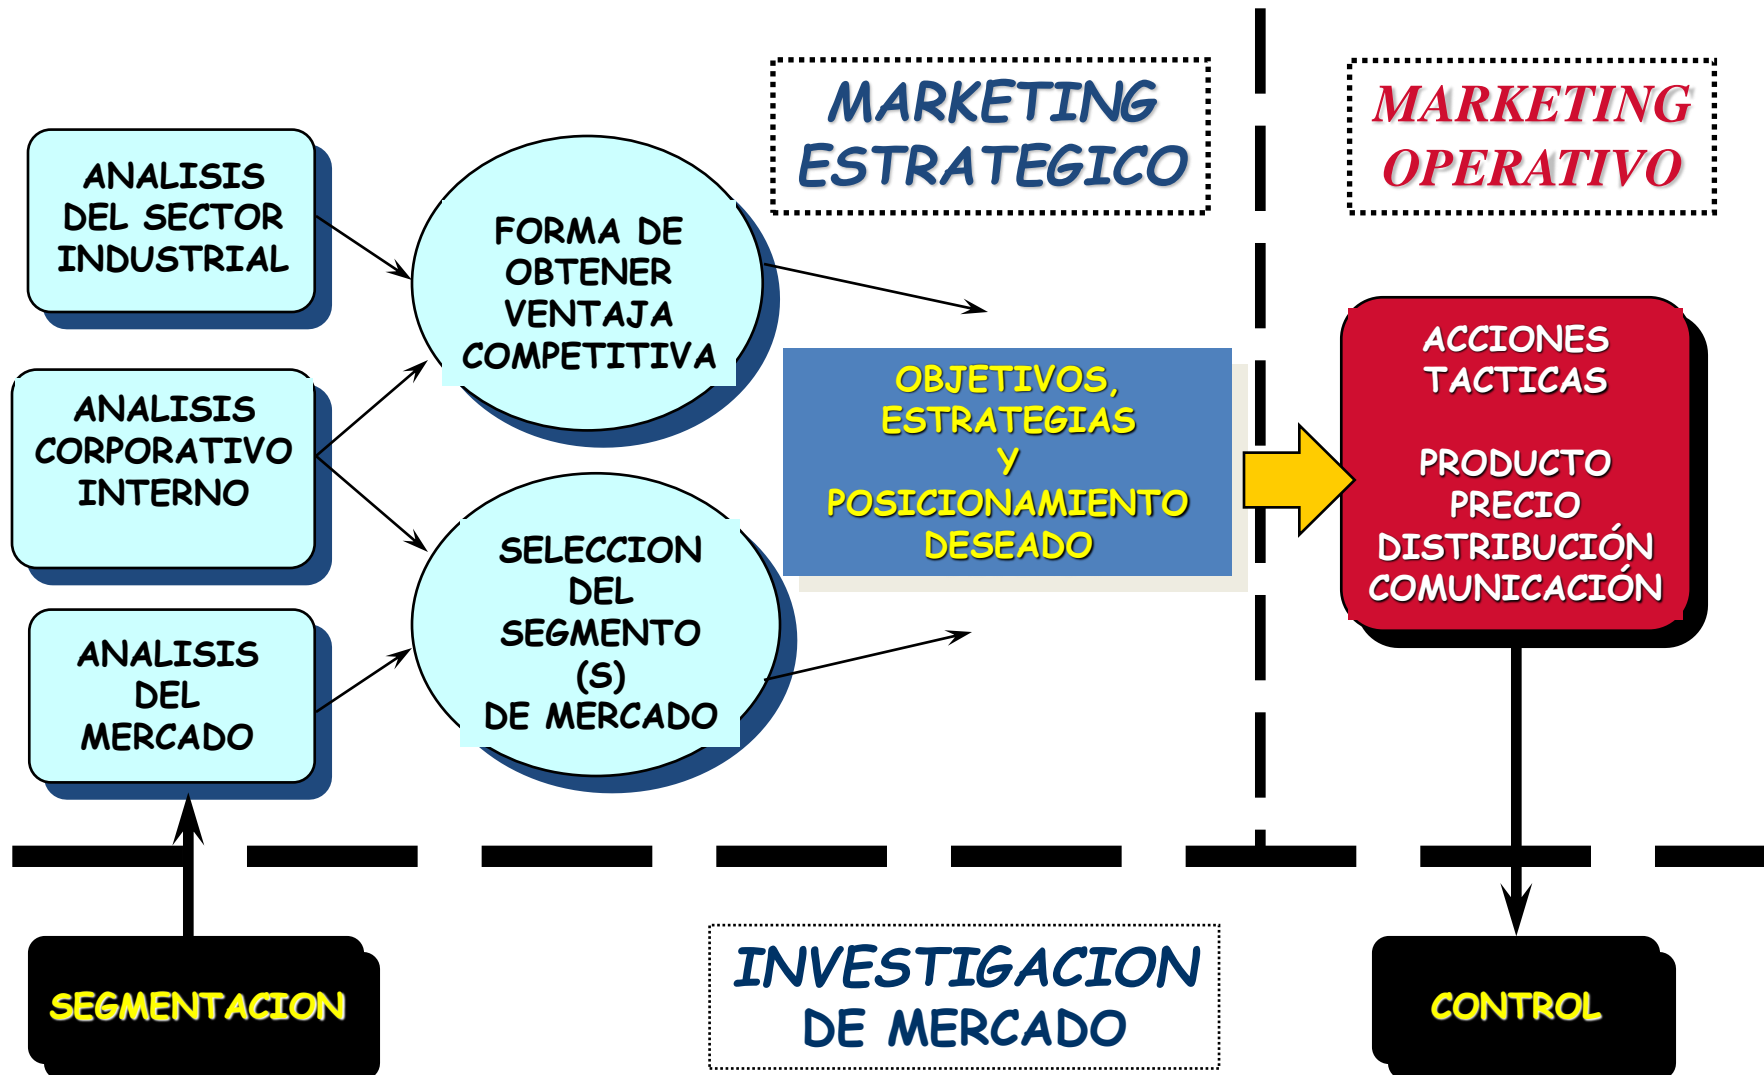 MARKETING
ESTRATEGICO
MARKETING
OPERATIVO
ANALISIS
DEL SECTOR
INDUSTRIAL
ANALISIS
CORPORATIVO
INTERNO
ANALISIS
DEL
MERCADO
FORMA DE
OBTENER
VENTAJA
COMPETITIVA
SELECCION
DEL
SEGMENTO
(S)
DE MERCADO
OBJETIVOS,
ESTRATEGIAS
Y
POSICIONAMIENTO
DESEADO
ACCIONES
TACTICAS
PRODUCTO
PRECIO
DISTRIBUCIÓN
COMUNICACIÓN
SEGMENTACION
INVESTIGACION
DE MERCADO
CONTROL